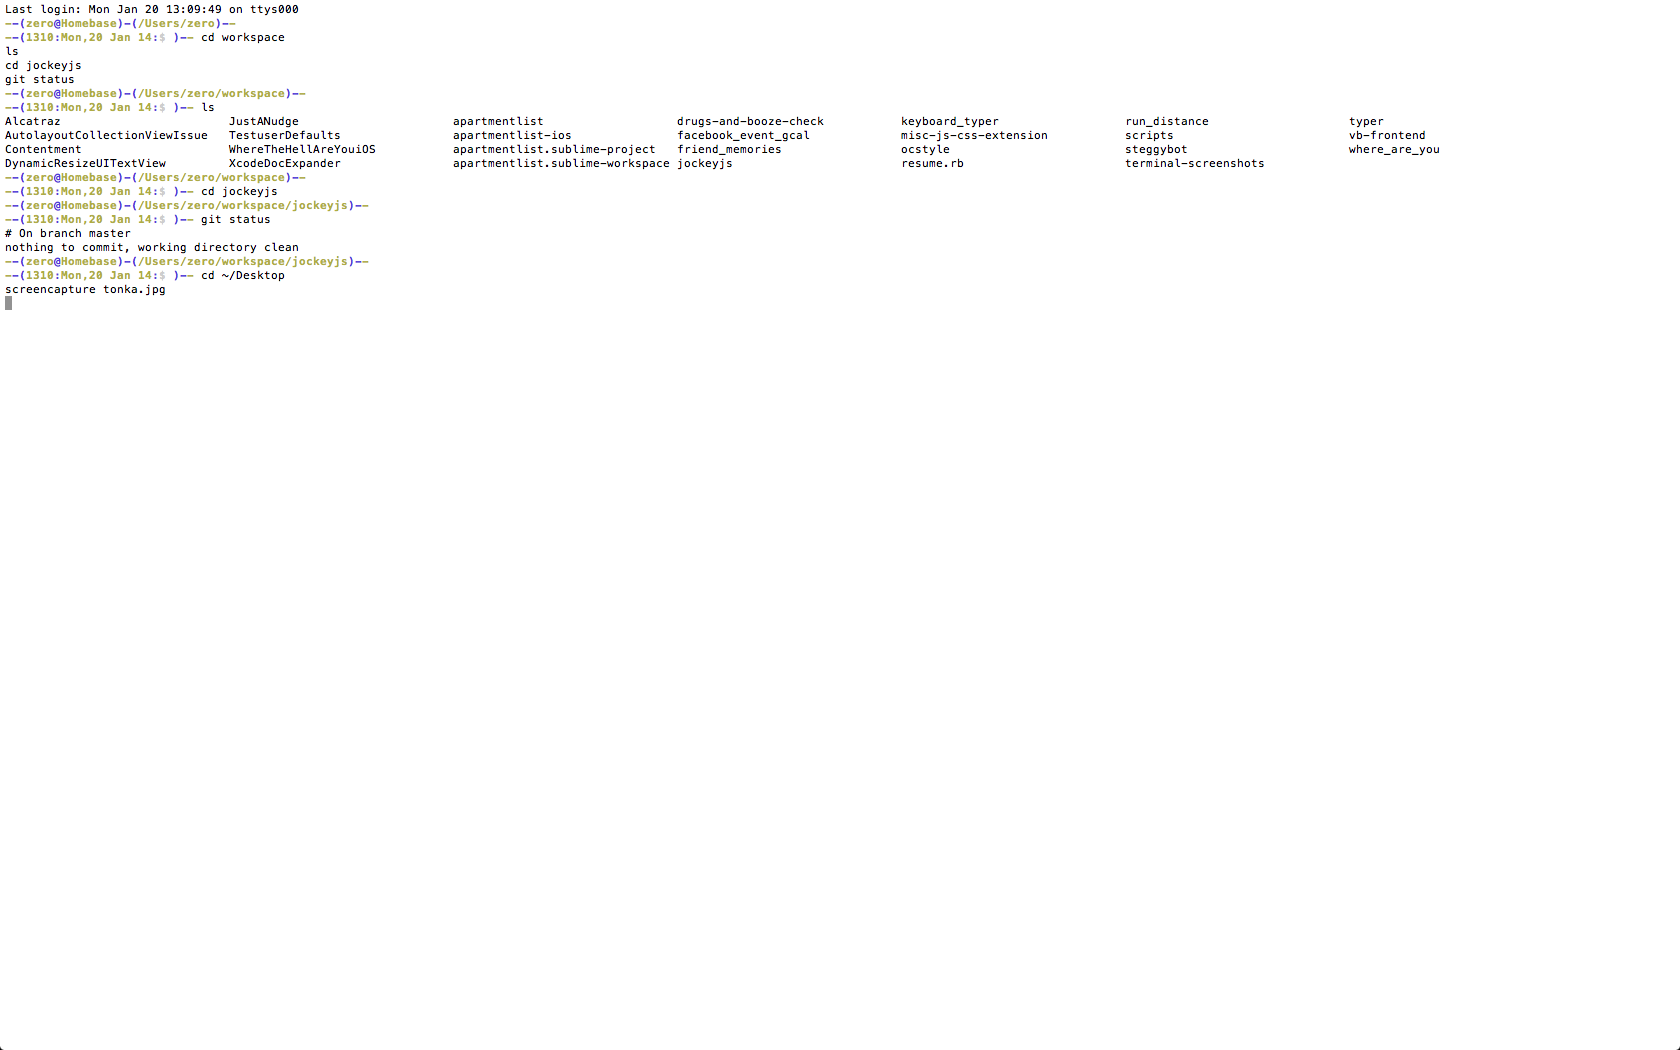 Last login: Mon Jan 20 13:09:49 on ttys000
--(zero@Homebase)-(/Users/zero)--
--(1310:Mon,20 Jan 14:$ )-- cd workspace
ls
cd jockeyjs
git status
--(zero@Homebase)-(/Users/zero/workspace)--
--(1310:Mon,20 Jan 14:$ )-- ls
Alcatraz JustANudge apartmentlist drugs-and-booze-check keyboard_typer run_distance typer
AutolayoutCollectionViewIssue TestuserDefaults apartmentlist-ios facebook_event_gcal misc-js-css-extension scripts vb-frontend
Contentment WhereTheHellAreYouiOS apartmentlist.sublime-project friend_memories ocstyle steggybot where_are_you
DynamicResizeUITextView XcodeDocExpander apartmentlist.sublime-workspace jockeyjs resume.rb terminal-screenshots
--(zero@Homebase)-(/Users/zero/workspace)--
--(1310:Mon,20 Jan 14:$ )-- cd jockeyjs
--(zero@Homebase)-(/Users/zero/workspace/jockeyjs)--
--(1310:Mon,20 Jan 14:$ )-- git status
# On branch master
nothing to commit, working directory clean
--(zero@Homebase)-(/Users/zero/workspace/jockeyjs)--
--(1310:Mon,20 Jan 14:$ )-- cd ~/Desktop
screencapture tonka.jpg